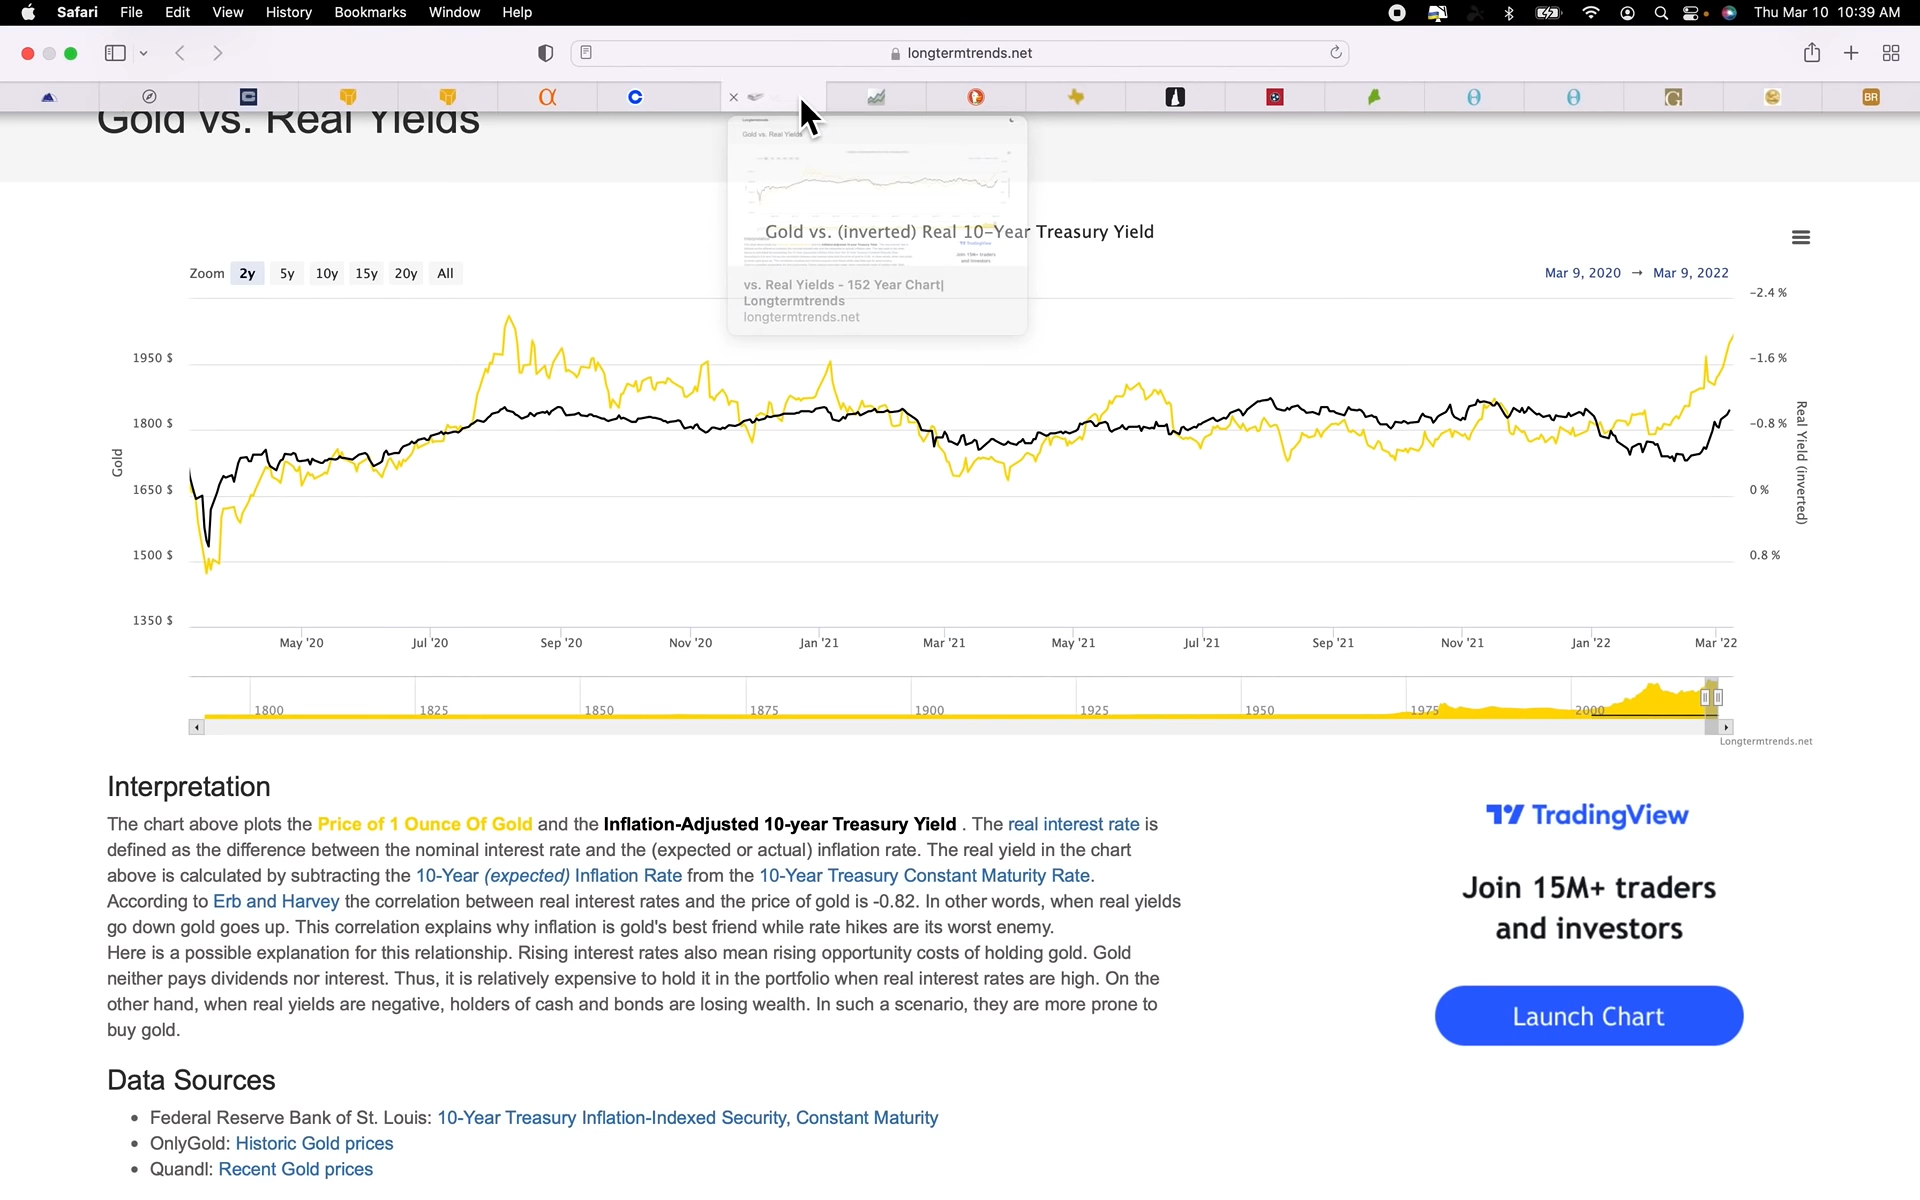 Safari File Edit View History Bookmarks Window Help
Thu Mar 10 10:39 AM
longtermtrends.net
BR
Gold vs. Real Yields
Gold vs. Real Yields
Gold vs. (inverted) Real 10-Year Treasury Yield
Zoom 2y 5y 10y 15y 20y All
Mar 9, 2020 → Mar 9, 2022
vs. Real Yields - 152 Year Chart|
Longtermtrends
longtermtrends.net
TradingView
Join 15M+ traders
and investors
1950 $
1800 $
1650 $
1500 $
1350 $
Gold
-2.4 %
-1.6 %
-0.8 %
0 %
0.8 %
Real Yield (inverted)
May '20 Jul '20 Sep '20 Nov '20 Jan '21 Mar '21 May '21 Jul '21 Sep '21 Nov '21 Jan '22 Mar '22
1800 1825 1850 1875 1900 1925 1950 1975 2000
Longtermtrends.net
Interpretation
The chart above plots the Price of 1 Ounce Of Gold and the Inflation-Adjusted 10-year Treasury Yield . The real interest rate is
defined as the difference between the nominal interest rate and the (expected or actual) inflation rate. The real yield in the chart
above is calculated by subtracting the 10-Year (expected) Inflation Rate from the 10-Year Treasury Constant Maturity Rate.
According to Erb and Harvey the correlation between real interest rates and the price of gold is -0.82. In other words, when real yields
go down gold goes up. This correlation explains why inflation is gold's best friend while rate hikes are its worst enemy.
Here is a possible explanation for this relationship. Rising interest rates also mean rising opportunity costs of holding gold. Gold
neither pays dividends nor interest. Thus, it is relatively expensive to hold it in the portfolio when real interest rates are high. On the
other hand, when real yields are negative, holders of cash and bonds are losing wealth. In such a scenario, they are more prone to
buy gold.
Data Sources
• Federal Reserve Bank of St. Louis: 10-Year Treasury Inflation-Indexed Security, Constant Maturity
• OnlyGold: Historic Gold prices
• Quandl: Recent Gold prices
TradingView
Join 15M+ traders
and investors
Launch Chart